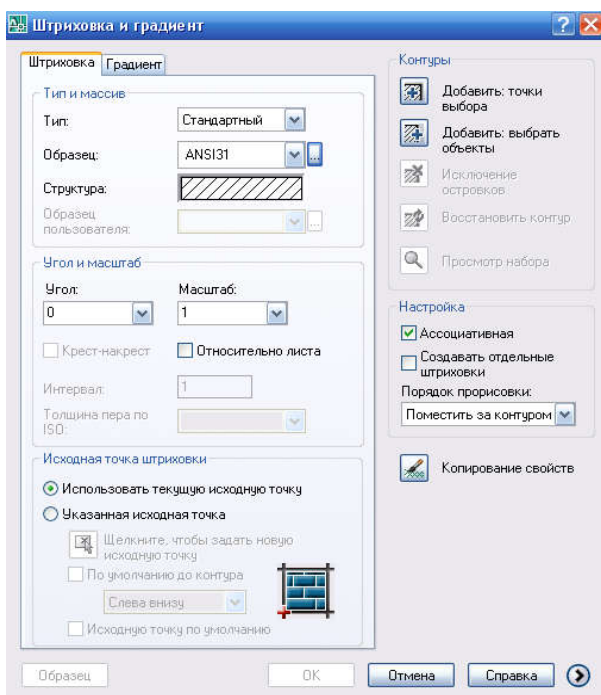 Штриховка и градиент
Штриховка
Градиент
Тип и массив
Тип:
Стандартный
Образец:
ANSI31
...
Структура:
Образец
пользователя:
...
Угол и масштаб
Угол:
Масштаб:
0
1
Крест-накрест
Относительно листа
Интервал:
1
Толщина пера по
ISO:
Исходная точка штриховки
Использовать текущую исходную точку
Указанная исходная точка
Щелкните, чтобы задать новую
исходную точку
По умолчанию до контура
Слева внизу
Исходную точку по умолчанию
Контуры
Добавить: точки
выбора
Добавить: выбрать
объекты
Исключение
островков
Восстановить контур
Просмотр набора
Настройка
Ассоциативная
Создавать отдельные
штриховки
Порядок прорисовки:
Поместить за контуром
Копирование свойств
Образец
OK
Отмена
Справка